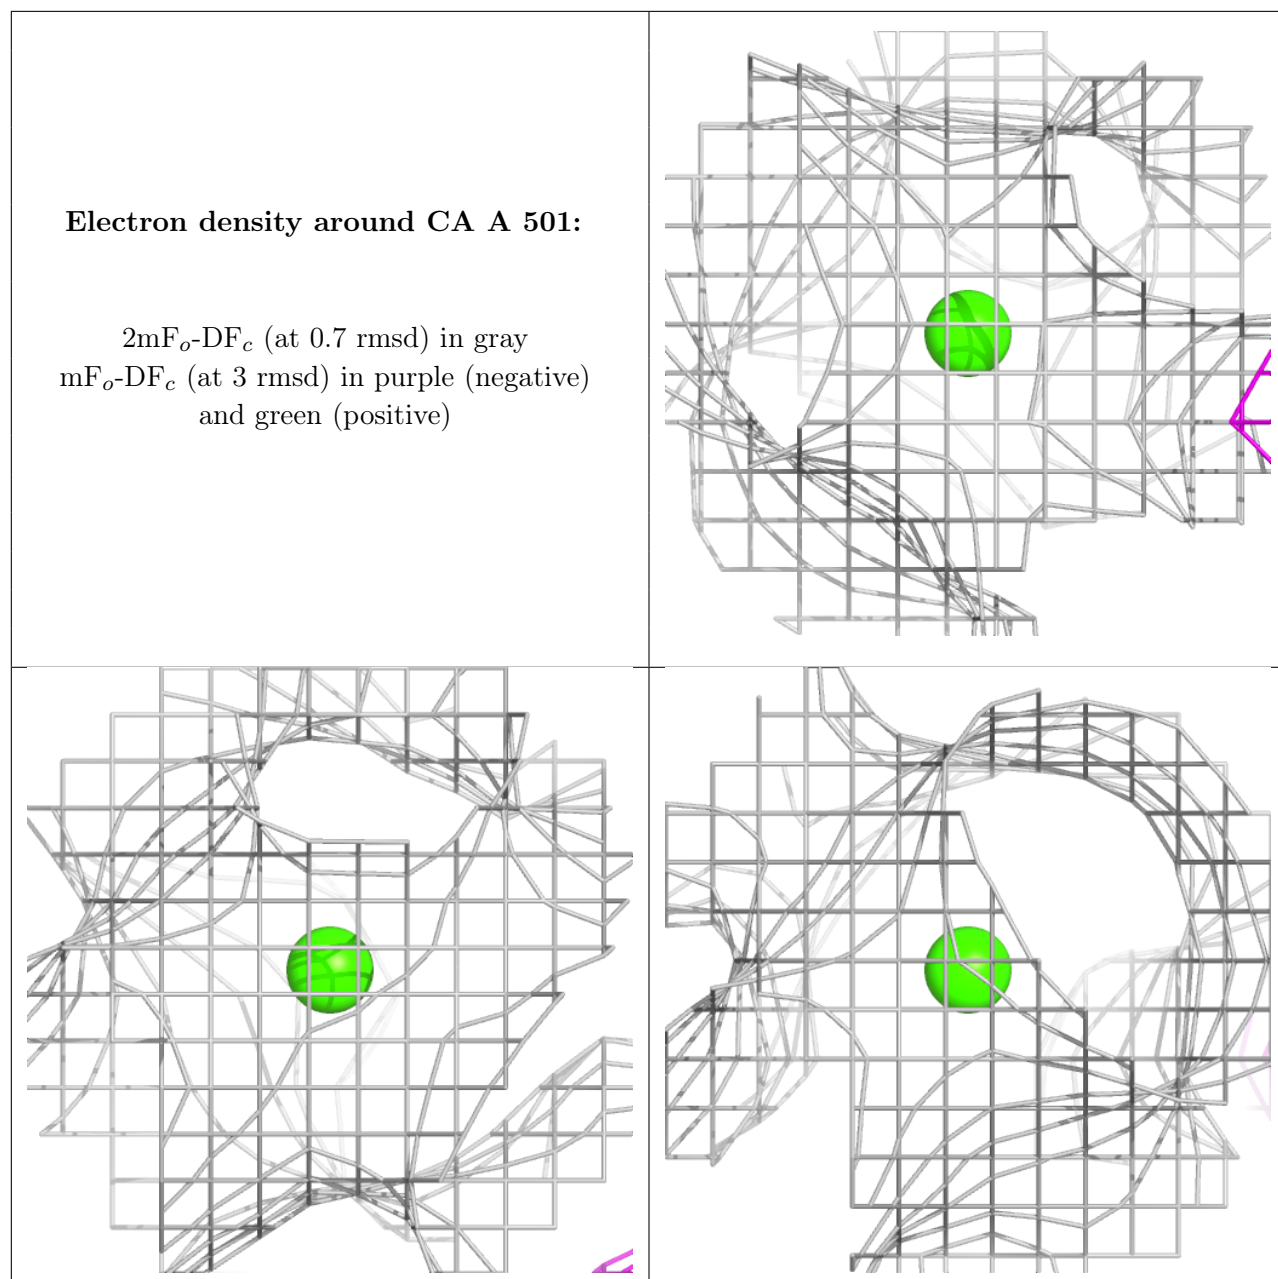 Electron density around CA A 501:
2mFo-DFc (at 0.7 rmsd) in gray
mFo-DFc (at 3 rmsd) in purple (negative)
and green (positive)